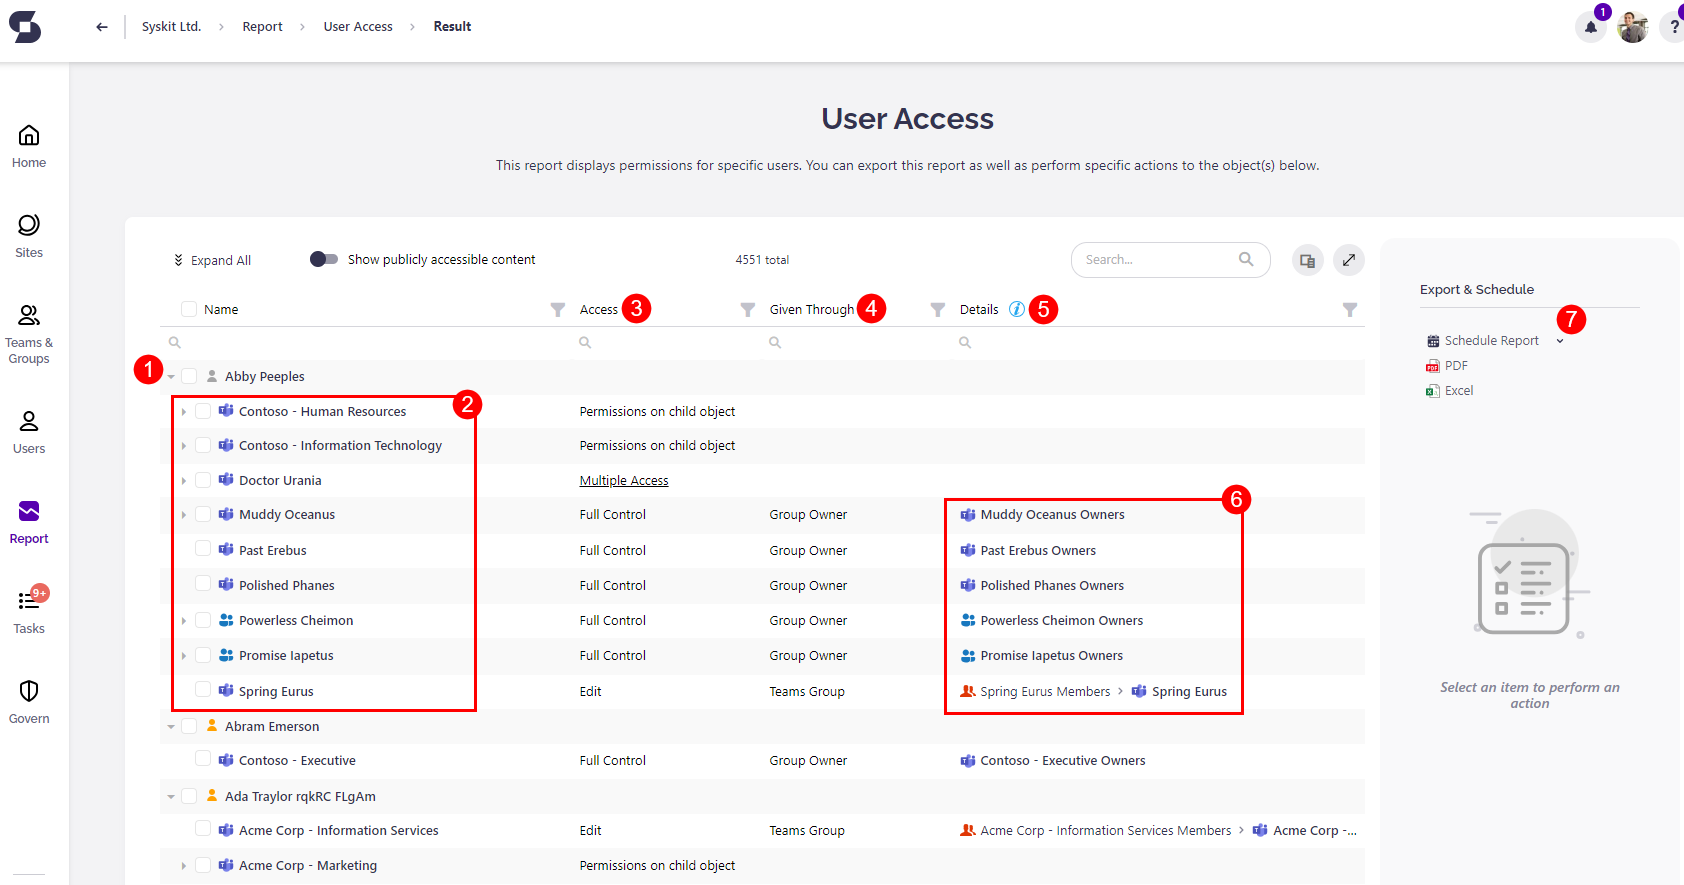 Syskit Ltd. > Report > User Access > Result
1
?
Home
Sites
Teams &
Groups
Users
Report
9+
Tasks
Govern
User Access
This report displays permissions for specific users. You can export this report as well as perform specific actions to the object(s) below.
Expand All
Show publicly accessible content
4551 total
Search...
Name
Access 3
Given Through 4
Details i 5
1 Abby Peeples
2
Contoso - Human Resources Permissions on child object
Contoso - Information Technology Permissions on child object
Doctor Urania Multiple Access
6
Muddy Oceanus Full Control Group Owner Muddy Oceanus Owners
Past Erebus Full Control Group Owner Past Erebus Owners
Polished Phanes Full Control Group Owner Polished Phanes Owners
Powerless Cheimon Full Control Group Owner Powerless Cheimon Owners
Promise Iapetus Full Control Group Owner Promise Iapetus Owners
Spring Eurus Edit Teams Group Spring Eurus Members > Spring Eurus
Abram Emerson
Contoso - Executive Full Control Group Owner Contoso - Executive Owners
Ada Traylor rqkRC FLgAm
Acme Corp - Information Services Edit Teams Group Acme Corp - Information Services Members > Acme Corp -...
Acme Corp - Marketing Permissions on child object
Export & Schedule
7
Schedule Report
PDF
Excel
Select an item to perform an
action